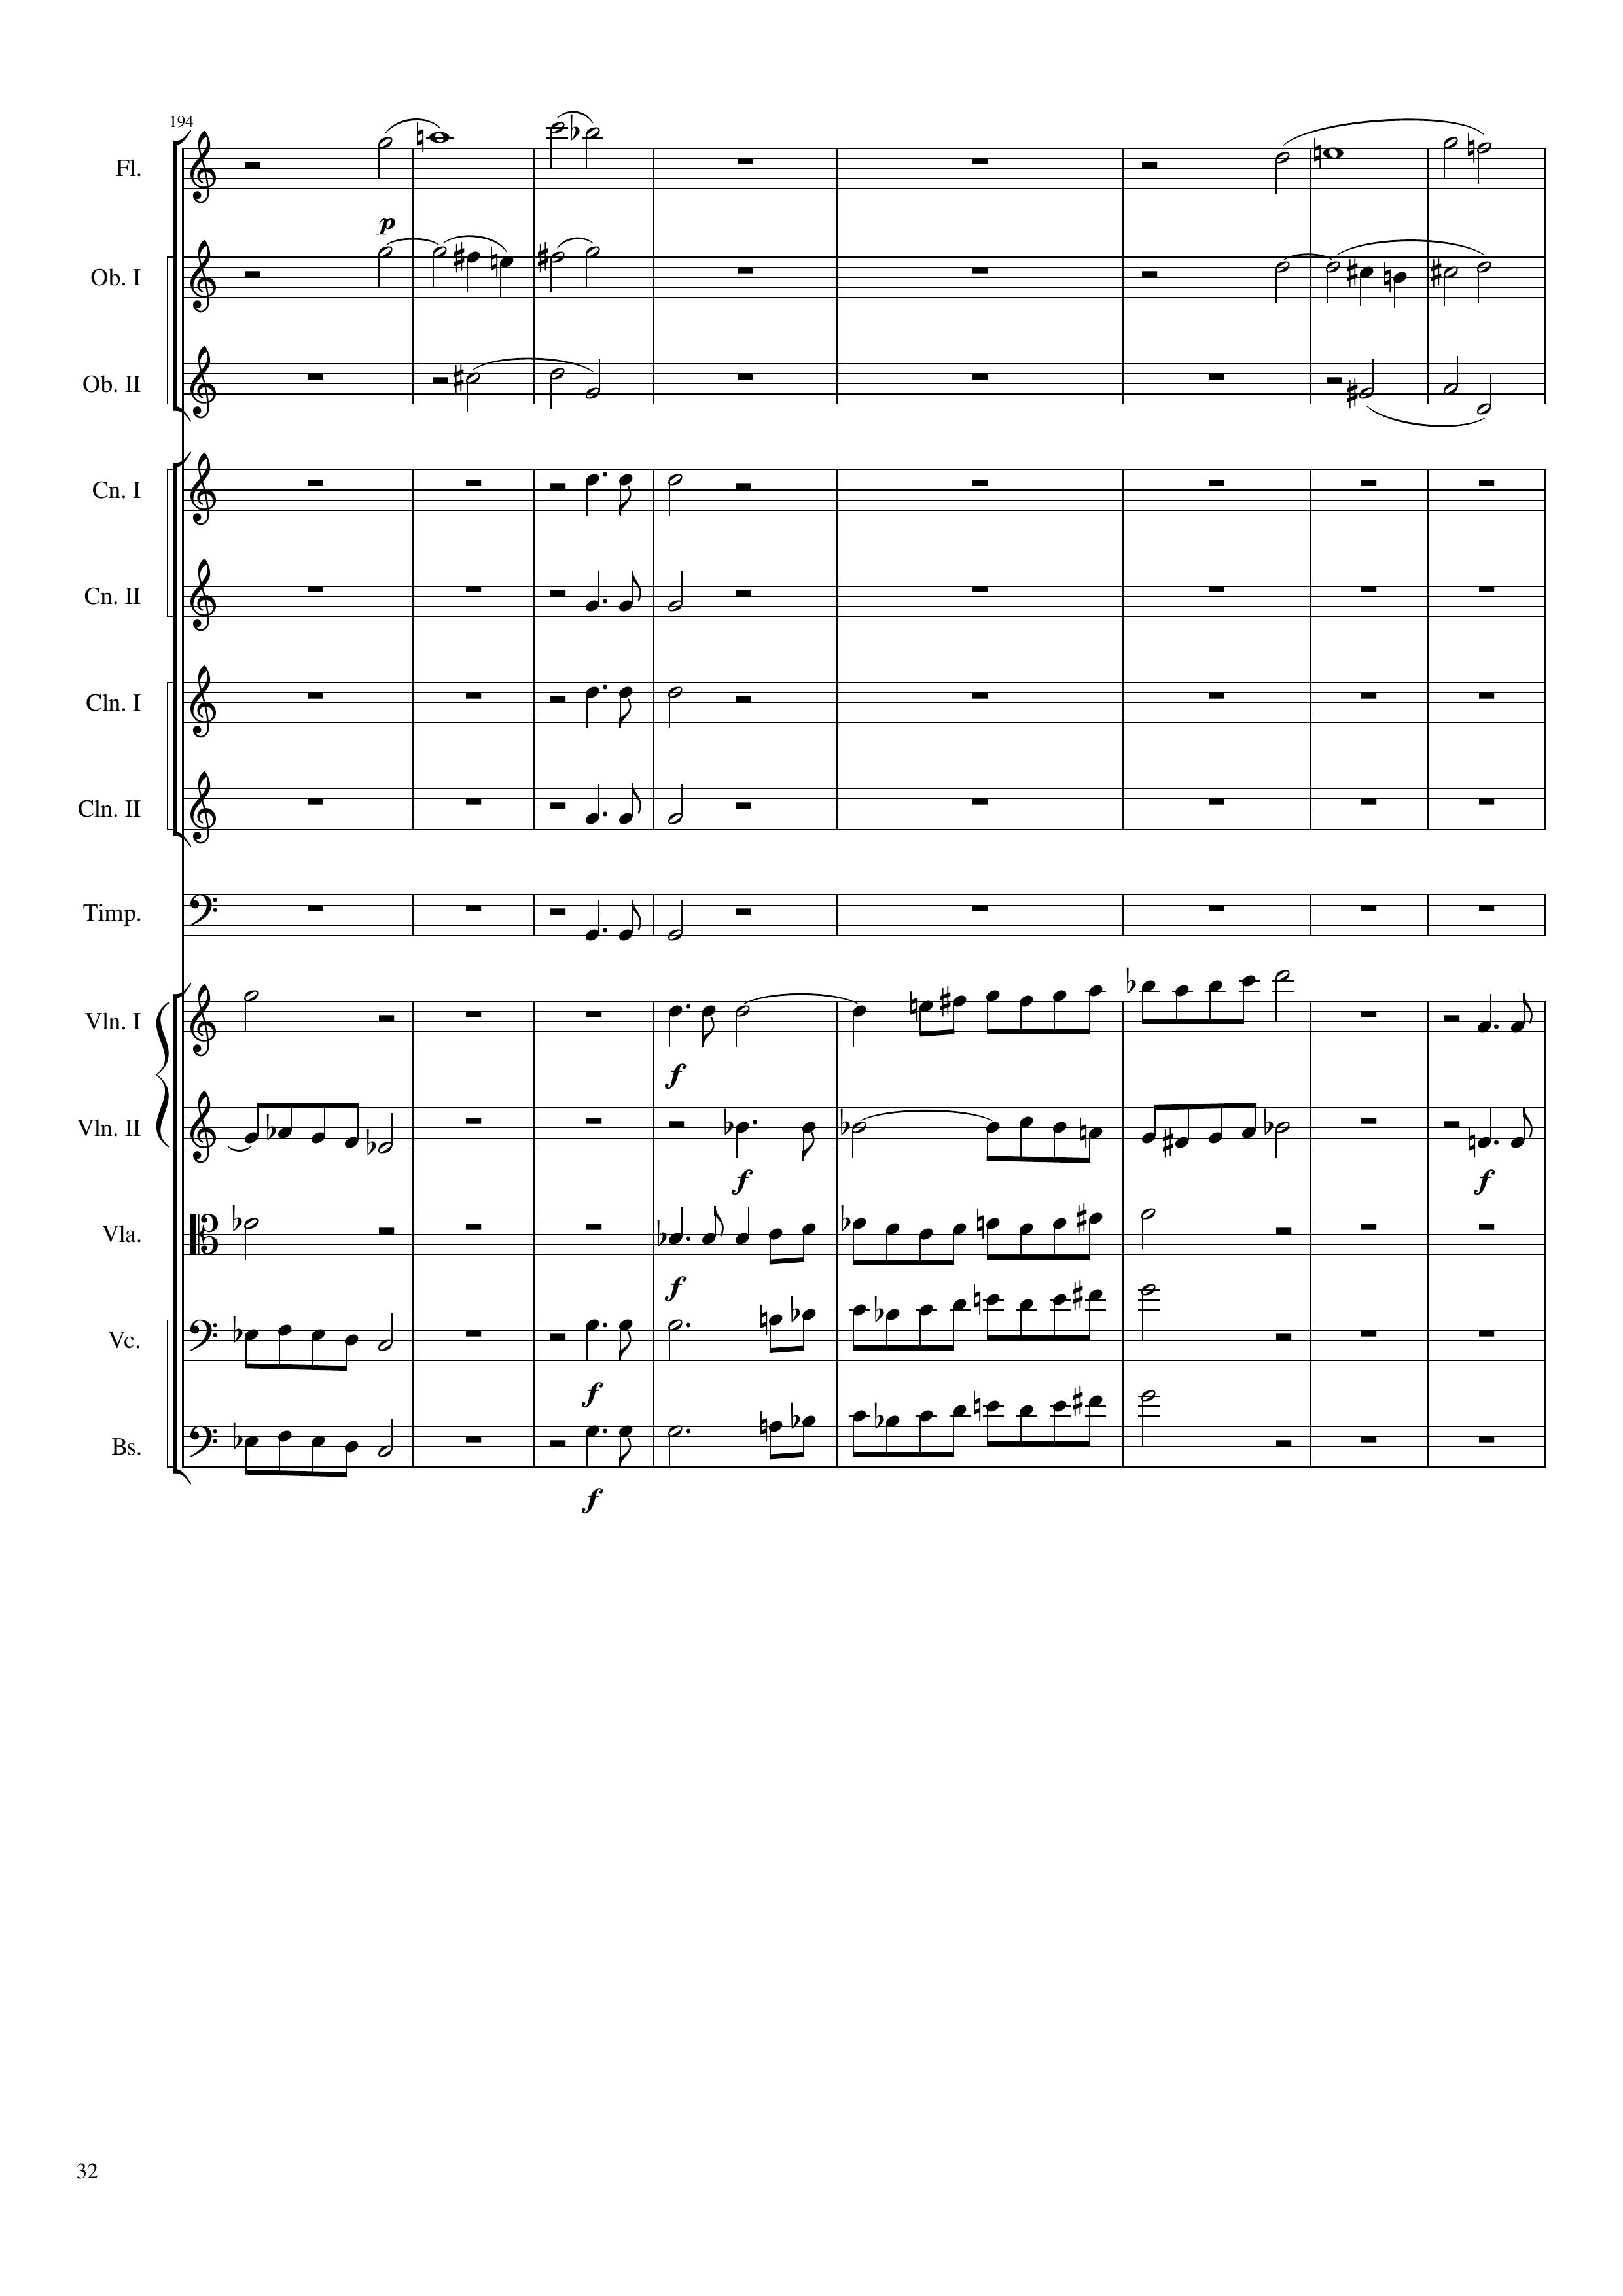 194
Fl.
p
Ob. I
Ob. II
Cn. I
Cn. II
Cln. I
Cln. II
Timp.
Vln. I
f
Vln. II
f f
Vla.
f
Vc.
f
Bs.
f
32